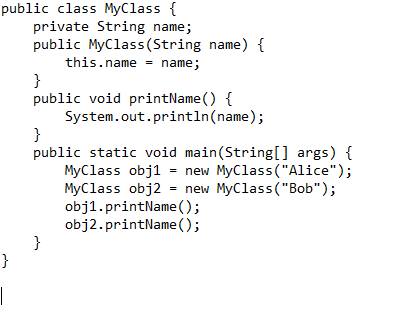 public class MyClass {
    private String name;
    public MyClass(String name) {
        this.name = name;
    }
    public void printName() {
        System.out.println(name);
    }
    public static void main(String[] args) {
        MyClass obj1 = new MyClass("Alice");
        MyClass obj2 = new MyClass("Bob");
        obj1.printName();
        obj2.printName();
    }
}